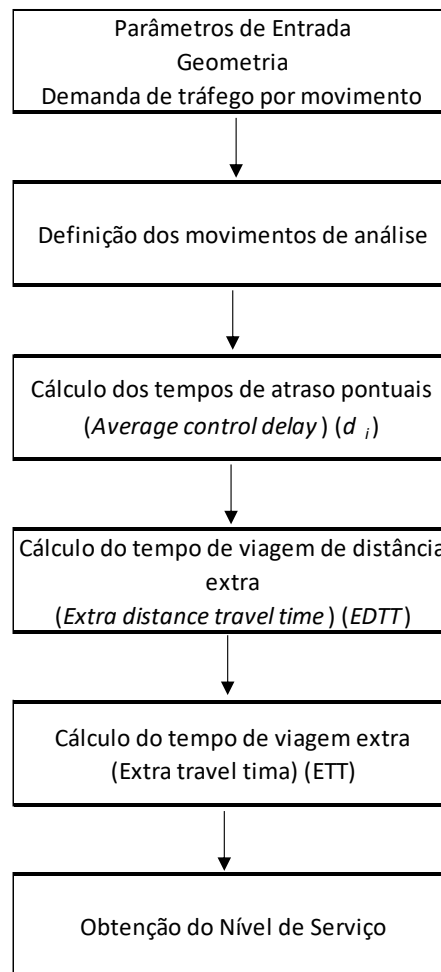 Parâmetros de Entrada
Geometria
Demanda de tráfego por movimento
Definição dos movimentos de análise
Cálculo dos tempos de atraso pontuais
(Average control delay) (d i)
Cálculo do tempo de viagem de distância
extra
(Extra distance travel time) (EDTT)
Cálculo do tempo de viagem extra
(Extra travel tima) (ETT)
Obtenção do Nível de Serviço